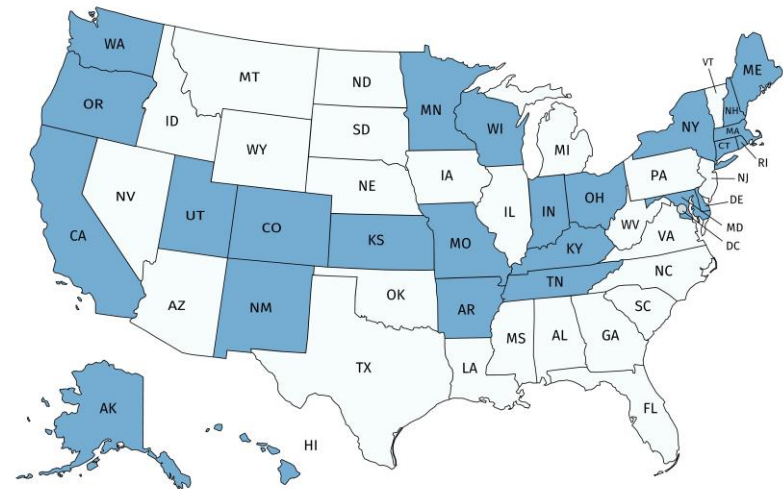 WA
MT
ND
MN
VT
ME
OR
ID
SD
WI
NY
NH
MA
CT
RI
WY
MI
IA
NE
PA
NJ
NV
UT
CO
IL
IN
OH
DE
MD
DC
CA
KS
MO
WV
VA
KY
NC
TN
AZ
NM
OK
AR
SC
MS
AL
GA
TX
LA
FL
AK
HI